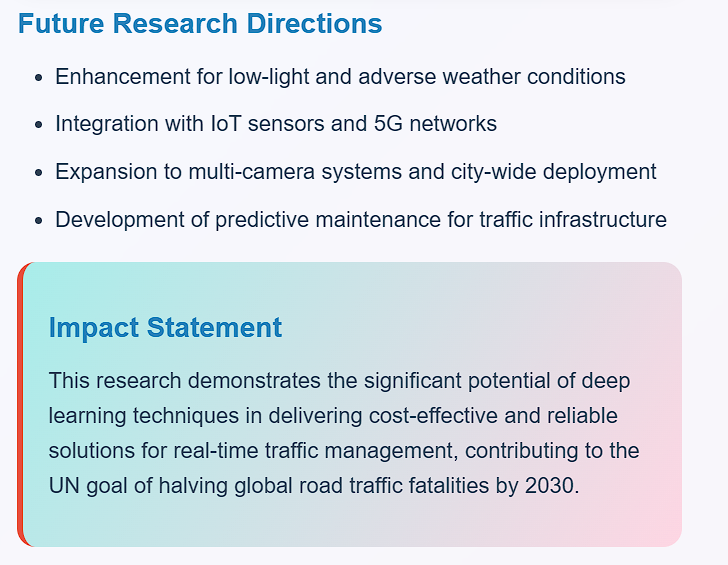 Future Research Directions
• Enhancement for low-light and adverse weather conditions
• Integration with IoT sensors and 5G networks
• Expansion to multi-camera systems and city-wide deployment
• Development of predictive maintenance for traffic infrastructure
Impact Statement
This research demonstrates the significant potential of deep
learning techniques in delivering cost-effective and reliable
solutions for real-time traffic management, contributing to the
UN goal of halving global road traffic fatalities by 2030.